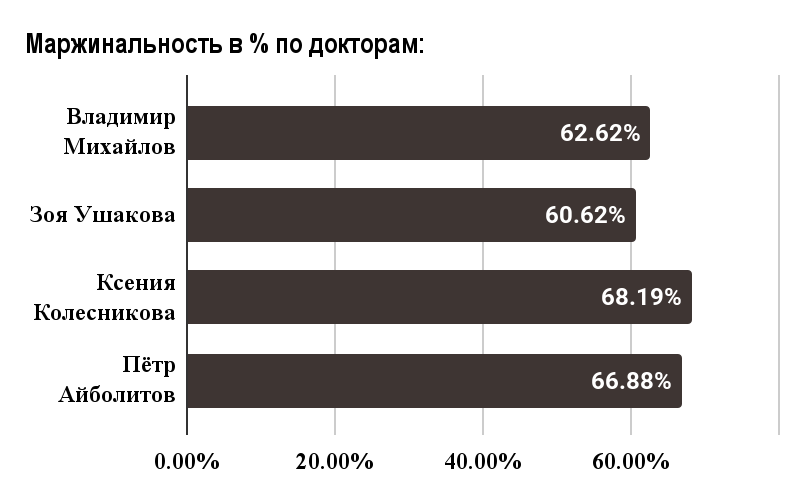 Маржинальность в % по докторам:
Владимир
Михайлов
62.62%
Зоя Ушакова
60.62%
Ксения
Колесникова
68.19%
Пётр
Айболитов
66.88%
0.00%
20.00%
40.00%
60.00%